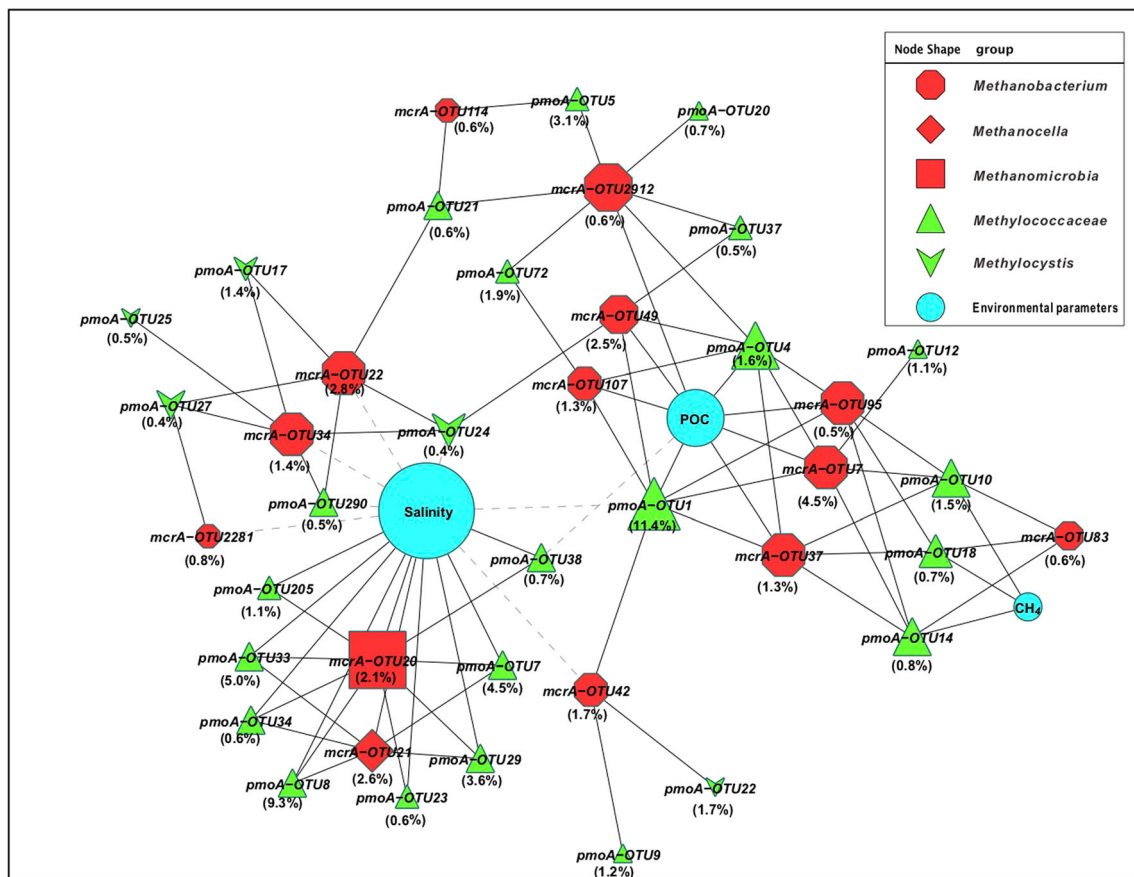 Node Shape group
Methanobacterium
Methanocella
Methanomicrobia
Methylococcaceae
Methylocystis
Environmental parameters
mcrA−OTU114
(0.6%)
pmoA−OTU5
(3.1%)
pmoA−OTU20
(0.7%)
mcrA−OTU2912
(0.6%)
pmoA−OTU21
(0.6%)
pmoA−OTU37
(0.5%)
pmoA−OTU17
(1.4%)
pmoA−OTU72
(1.9%)
pmoA−OTU25
(0.5%)
mcrA−OTU49
(2.5%)
pmoA−OTU4
(1.6%)
pmoA−OTU12
(1.1%)
mcrA−OTU22
(2.8%)
mcrA−OTU107
(1.3%)
mcrA−OTU95
(0.5%)
pmoA−OTU27
(0.4%)
POC
mcrA−OTU34
(1.4%)
pmoA−OTU24
(0.4%)
mcrA−OTU7
(4.5%)
pmoA−OTU10
(1.5%)
pmoA−OTU290
(0.5%)
Salinity
pmoA−OTU1
(11.4%)
mcrA−OTU2281
(0.8%)
pmoA−OTU38
(0.7%)
mcrA−OTU37
(1.3%)
pmoA−OTU18
(0.7%)
mcrA−OTU83
(0.6%)
pmoA−OTU205
(1.1%)
CH4
pmoA−OTU14
(0.8%)
pmoA−OTU33
(5.0%)
mcrA−OTU20
(2.1%)
pmoA−OTU7
(4.5%)
mcrA−OTU42
(1.7%)
pmoA−OTU34
(0.6%)
mcrA−OTU21
(2.6%)
pmoA−OTU29
(3.6%)
pmoA−OTU8
(9.3%)
pmoA−OTU23
(0.6%)
pmoA−OTU22
(1.7%)
pmoA−OTU9
(1.2%)